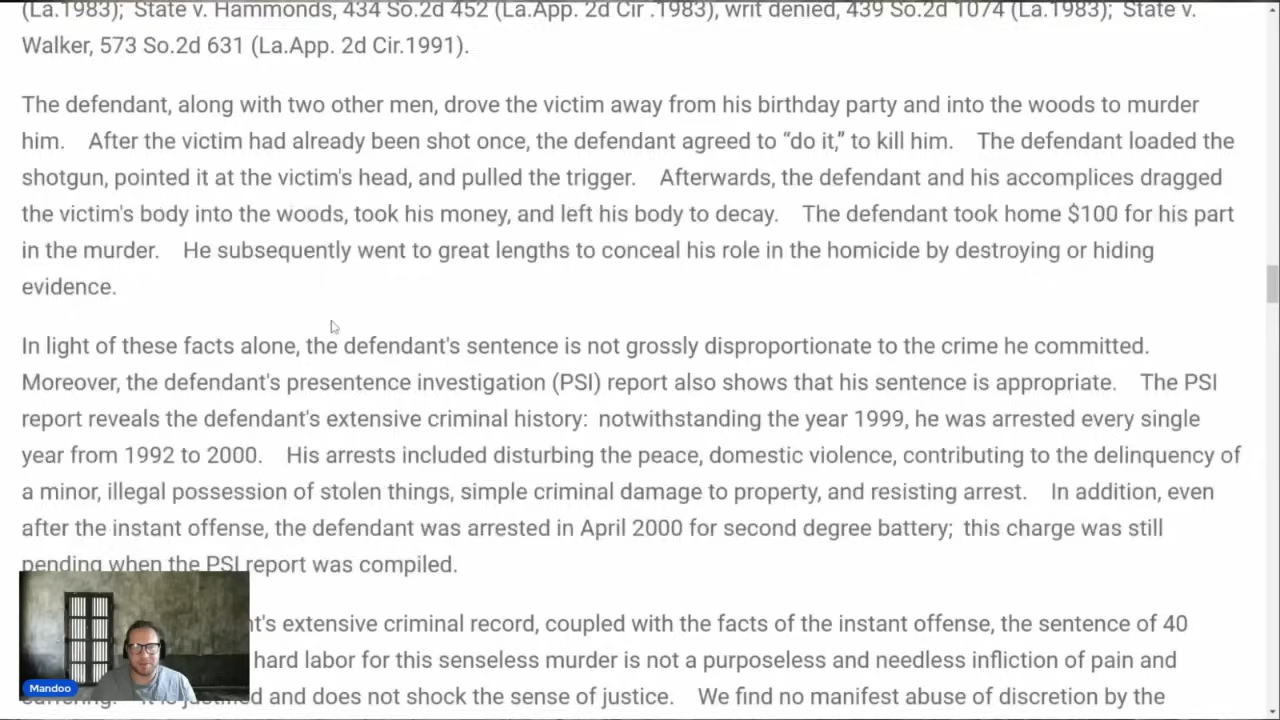 (La.1983); State v. Hammonds, 434 So.2d 452 (La.App. 2d Cir .1983), writ denied, 439 So.2d 1074 (La.1983); State v.
Walker, 573 So.2d 631 (La.App. 2d Cir.1991).
The defendant, along with two other men, drove the victim away from his birthday party and into the woods to murder
him. After the victim had already been shot once, the defendant agreed to “do it,” to kill him. The defendant loaded the
shotgun, pointed it at the victim's head, and pulled the trigger. Afterwards, the defendant and his accomplices dragged
the victim's body into the woods, took his money, and left his body to decay. The defendant took home $100 for his part
in the murder. He subsequently went to great lengths to conceal his role in the homicide by destroying or hiding
evidence.
In light of these facts alone, the defendant's sentence is not grossly disproportionate to the crime he committed.
Moreover, the defendant's presentence investigation (PSI) report also shows that his sentence is appropriate. The PSI
report reveals the defendant's extensive criminal history: notwithstanding the year 1999, he was arrested every single
year from 1992 to 2000. His arrests included disturbing the peace, domestic violence, contributing to the delinquency of
a minor, illegal possession of stolen things, simple criminal damage to property, and resisting arrest. In addition, even
after the instant offense, the defendant was arrested in April 2000 for second degree battery; this charge was still
pending when the PSI report was compiled.
t's extensive criminal record, coupled with the facts of the instant offense, the sentence of 40
hard labor for this senseless murder is not a purposeless and needless infliction of pain and
d and does not shock the sense of justice. We find no manifest abuse of discretion by the
Mandoo